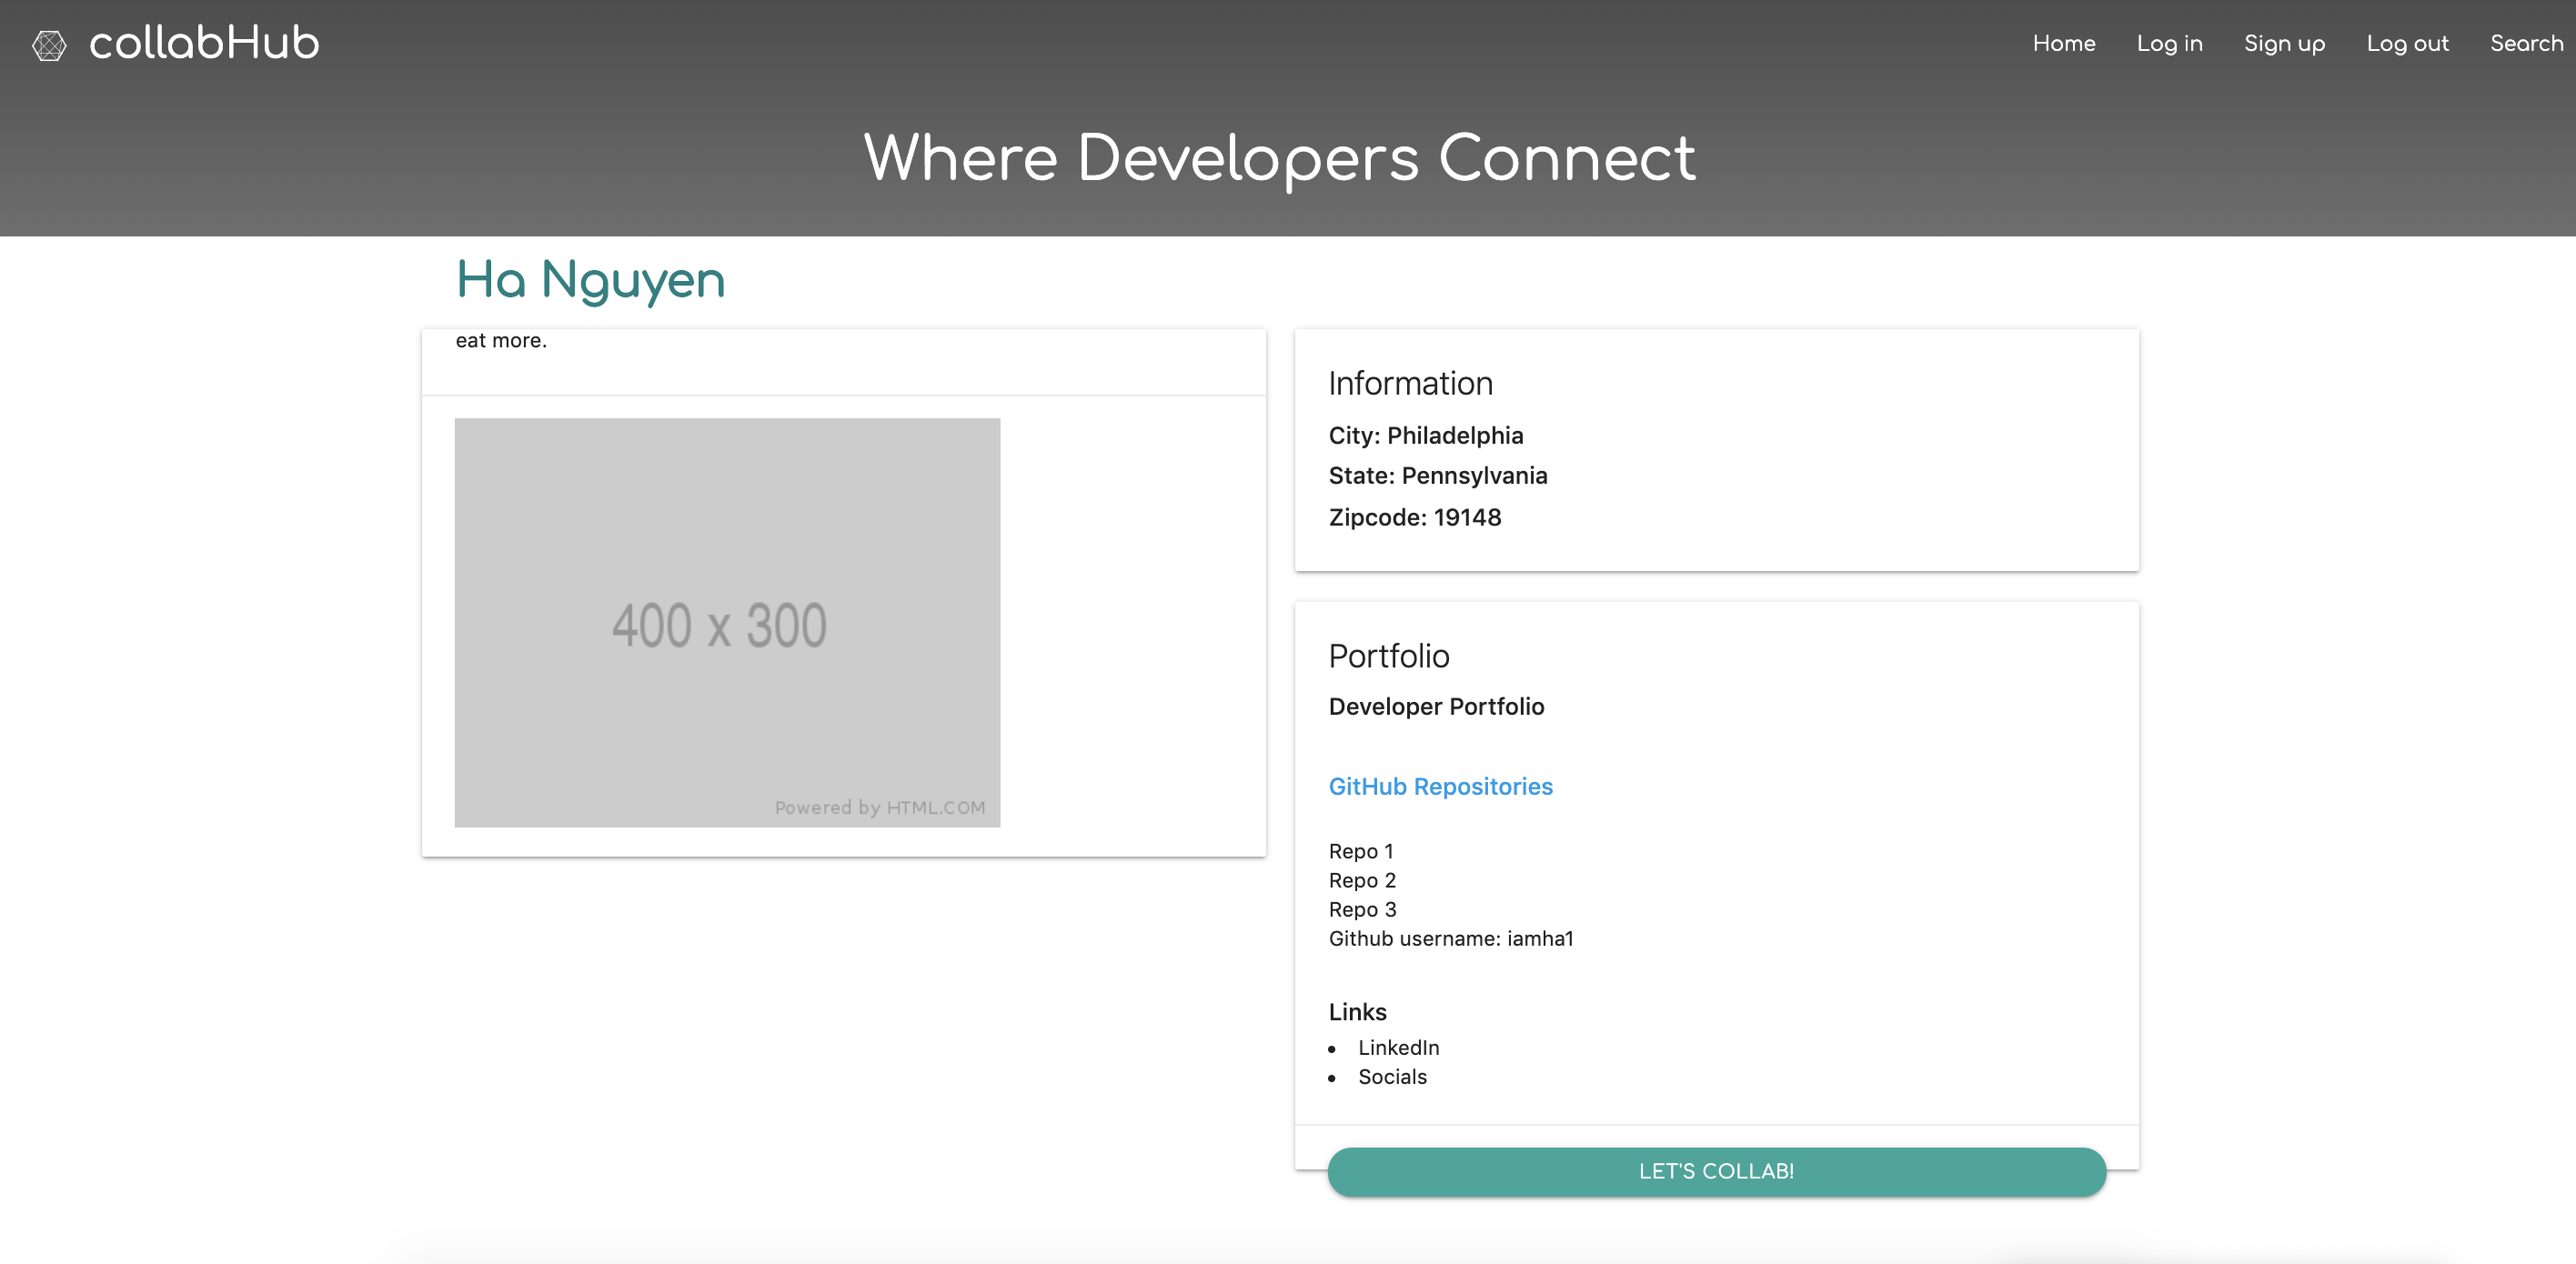 collabHub
Home Log in Sign up Log out Search
Where Developers Connect
Ha Nguyen
eat more.
400 x 300
Powered by HTML.COM
Information
City: Philadelphia
State: Pennsylvania
Zipcode: 19148
Portfolio
Developer Portfolio
GitHub Repositories
Repo 1
Repo 2
Repo 3
Github username: iamha1
Links
LinkedIn
Socials
LET'S COLLAB!